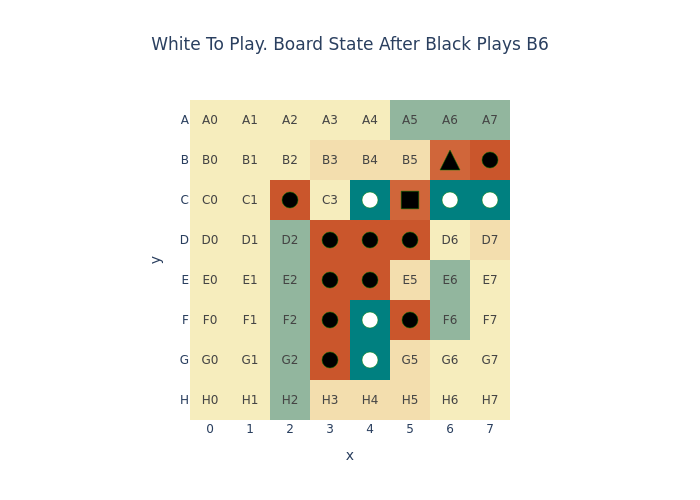 White To Play. Board State After Black Plays B6
A A0 A1 A2 A3 A4 A5 A6 A7
B B0 B1 B2 B3 B4 B5
C C0 C1 C3
D D0 D1 D2 D6 D7
E E0 E1 E2 E5 E6 E7
F F0 F1 F2 F6 F7
G G0 G1 G2 G5 G6 G7
H H0 H1 H2 H3 H4 H5 H6 H7
0 1 2 3 4 5 6 7
x
y